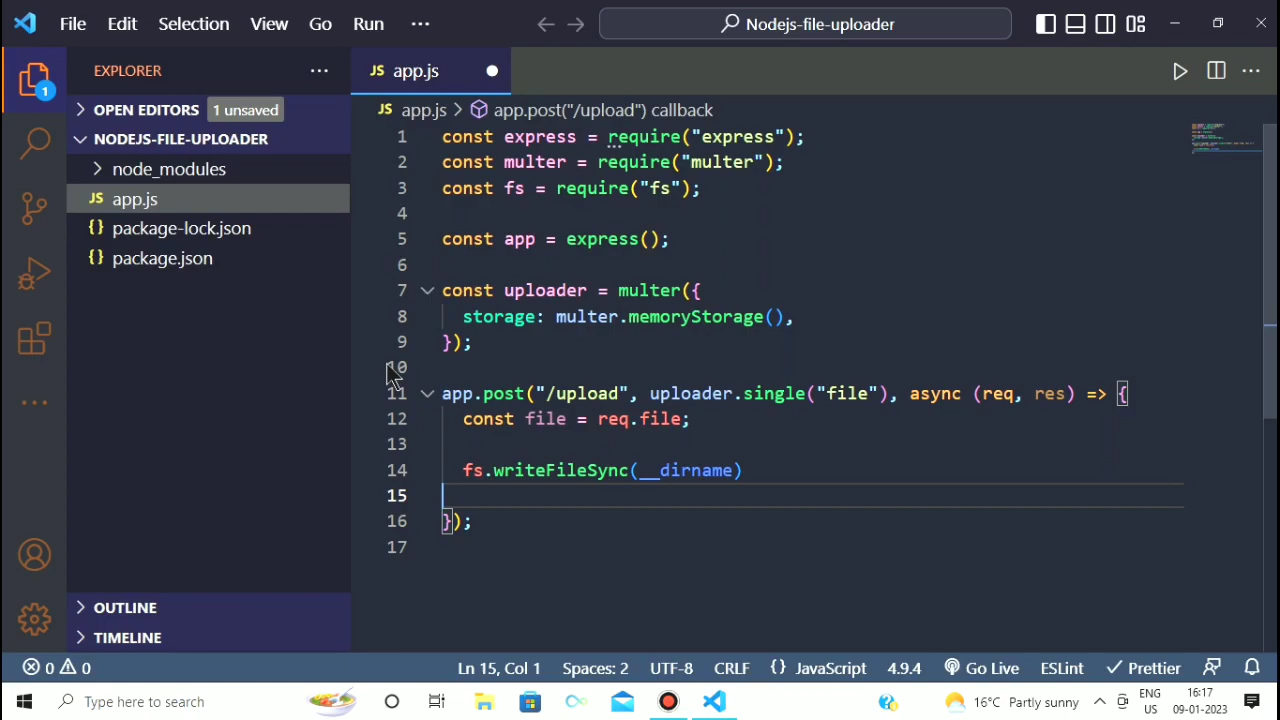 File Edit Selection View Go Run ···
Nodejs-file-uploader
EXPLORER ···
JS app.js
1
OPEN EDITORS 1 unsaved
NODEJS-FILE-UPLOADER
node_modules
JS app.js
{} package-lock.json
{} package.json
OUTLINE
TIMELINE
JS app.js > app.post("/upload") callback
1 const express = require("express");
2 const multer = require("multer");
3 const fs = require("fs");
4
5 const app = express();
6
7 const uploader = multer({
8 storage: multer.memoryStorage(),
9 });
10
11 app.post("/upload", uploader.single("file"), async (req, res) => {
12 const file = req.file;
13
14 fs.writeFileSync(__dirname)
15
16 });
17
0 0 Ln 15, Col 1 Spaces: 2 UTF-8 CRLF {} JavaScript 4.9.4 Go Live ESLint Prettier
Type here to search
16°C Partly sunny
ENG
US
16:17
09-01-2023